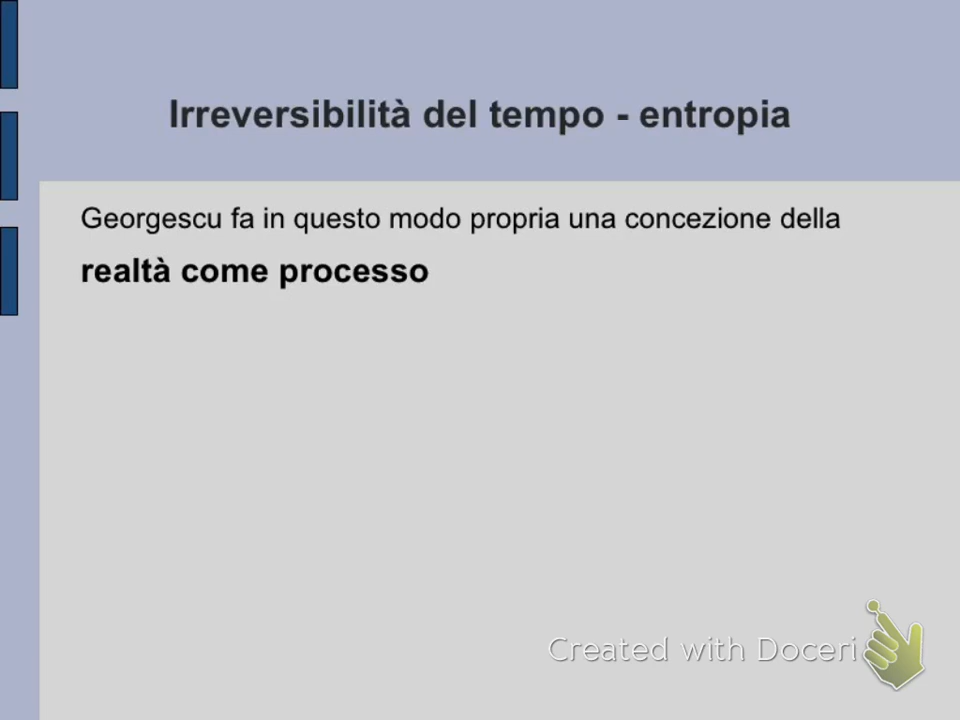 Irreversibilità del tempo - entropia
Georgescu fa in questo modo propria una concezione della
realtà come processo
Created with Doceri